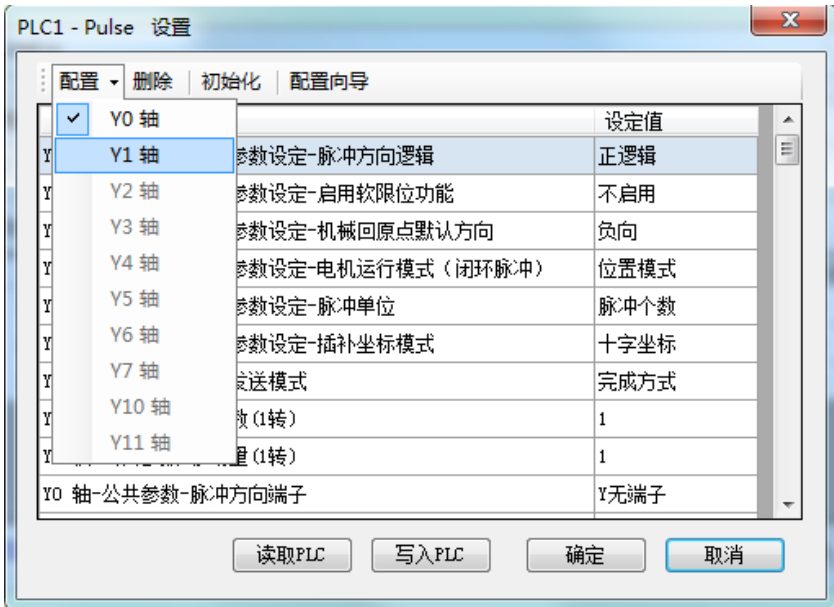 PLC1 - Pulse 设置
配置 删除 初始化 配置向导
设定值
Y0 轴
Y1 轴
Y2 轴
Y3 轴
Y4 轴
Y5 轴
Y6 轴
Y7 轴
Y10 轴
Y11 轴
参数设定-脉冲方向逻辑 正逻辑
参数设定-启用软限位功能 不启用
参数设定-机械回原点默认方向 负向
参数设定-电机运行模式（闭环脉冲） 位置模式
参数设定-脉冲单位 脉冲个数
参数设定-插补坐标模式 十字坐标
发送模式 完成方式
数(1转) 1
量(1转) 1
Y0 轴-公共参数-脉冲方向端子 Y无端子
读取PLC 写入PLC 确定 取消